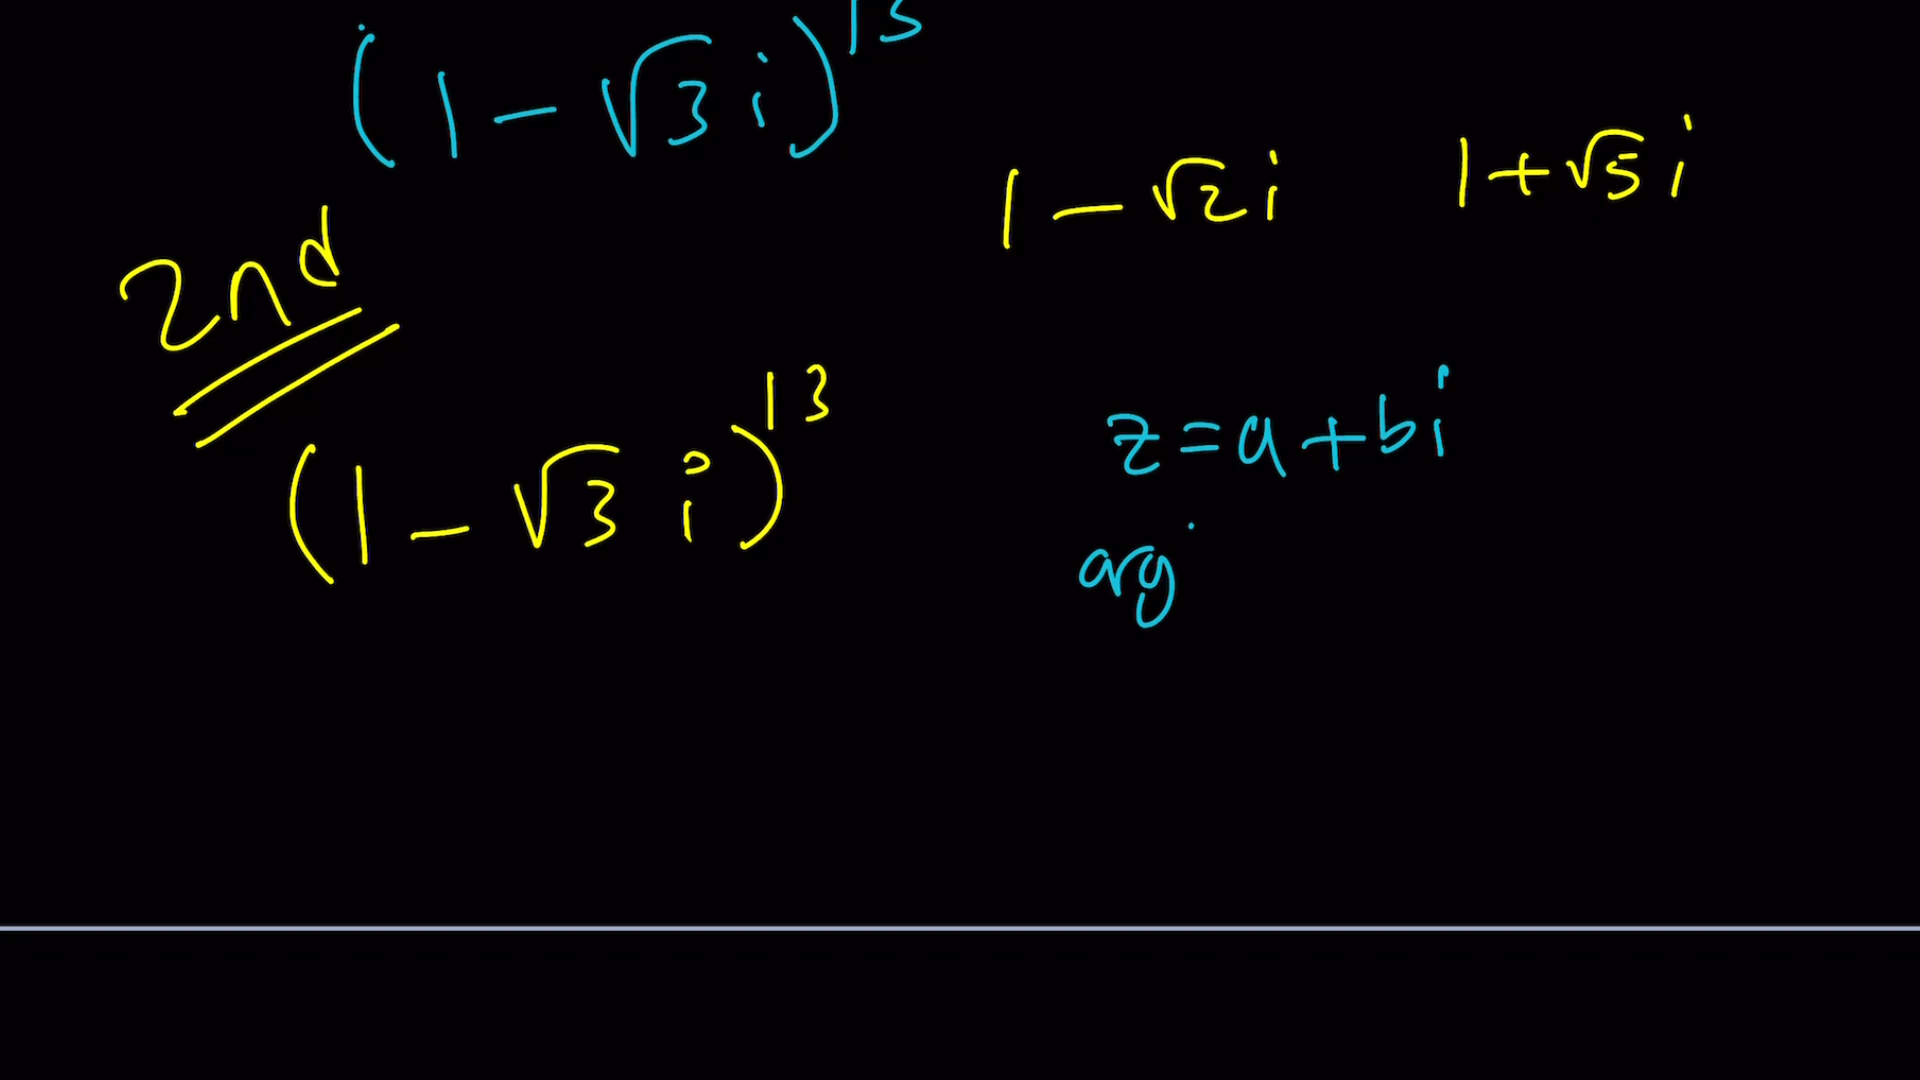 (1-√3 i)^13
1-√2 i
1+√5 i
2nd
(1-√3 i)^13
z=a+bi
arg